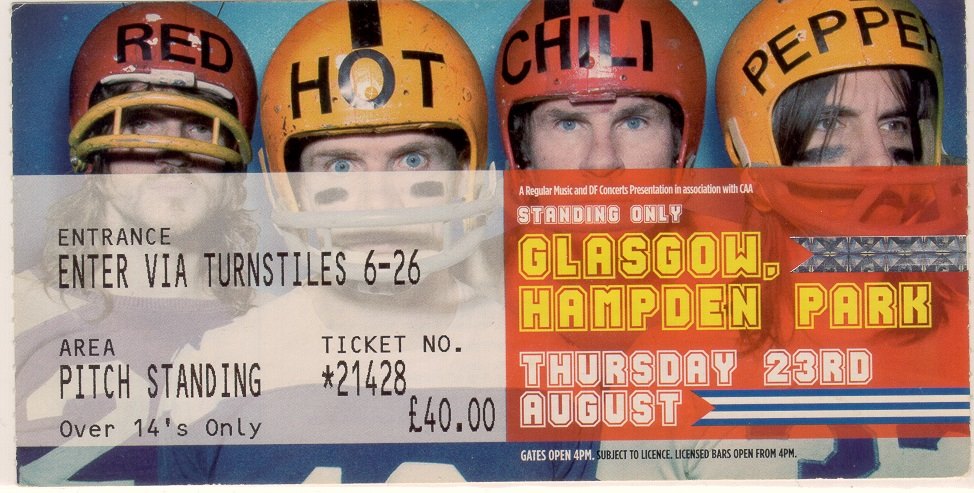 RED
HOT
CHILI
PEPPER
A Regular Music and DF Concerts Presentation in association with CAA
STANDING ONLY
GLASGOW,
HAMPDEN PARK
THURSDAY 23RD
AUGUST
GATES OPEN 4PM. SUBJECT TO LICENCE. LICENSED BARS OPEN FROM 4PM.
ENTRANCE
ENTER VIA TURNSTILES 6-26
AREA
PITCH STANDING
Over 14's Only
TICKET NO.
*21428
£40.00